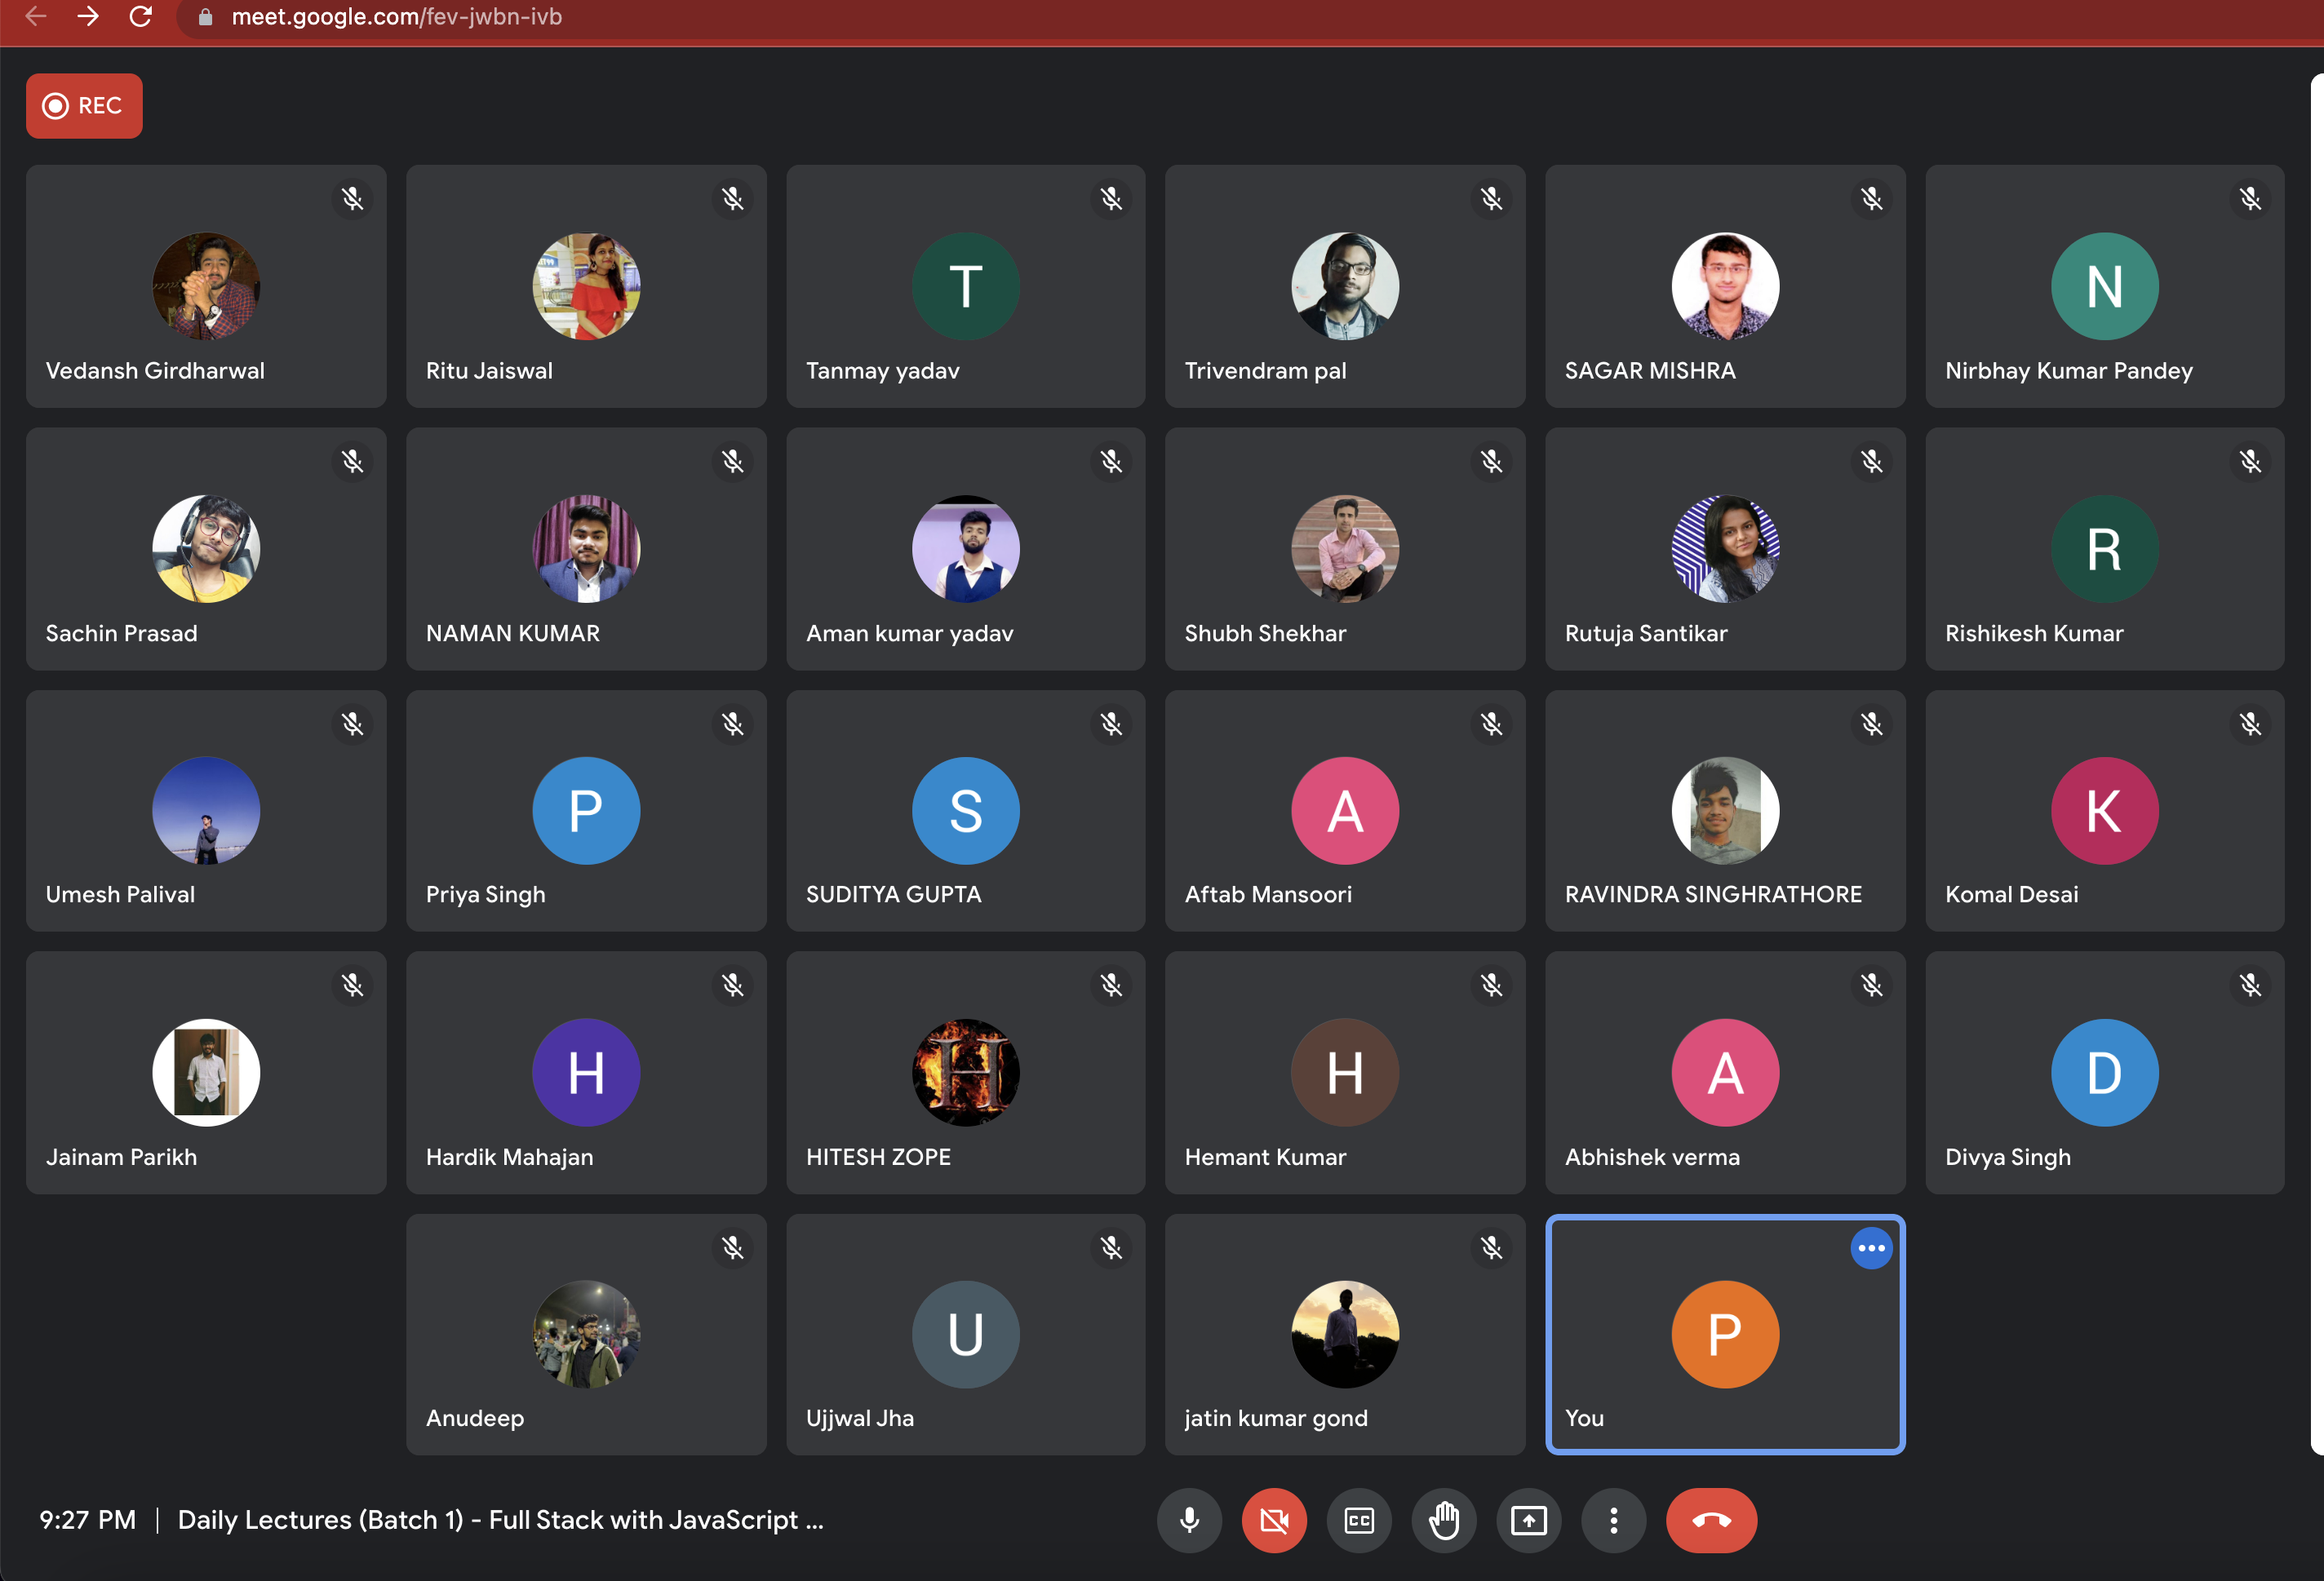 meet.google.com/fev-jwbn-ivb
REC
Vedansh Girdharwal
Ritu Jaiswal
T
Tanmay yadav
Trivendram pal
SAGAR MISHRA
N
Nirbhay Kumar Pandey
Sachin Prasad
NAMAN KUMAR
Aman kumar yadav
Shubh Shekhar
Rutuja Santikar
R
Rishikesh Kumar
Umesh Palival
P
Priya Singh
S
SUDITYA GUPTA
A
Aftab Mansoori
RAVINDRA SINGHRATHORE
K
Komal Desai
Jainam Parikh
H
Hardik Mahajan
H
HITESH ZOPE
H
Hemant Kumar
A
Abhishek verma
D
Divya Singh
Anudeep
U
Ujjwal Jha
jatin kumar gond
P
You
9:27 PM | Daily Lectures (Batch 1) - Full Stack with JavaScript ...
CC